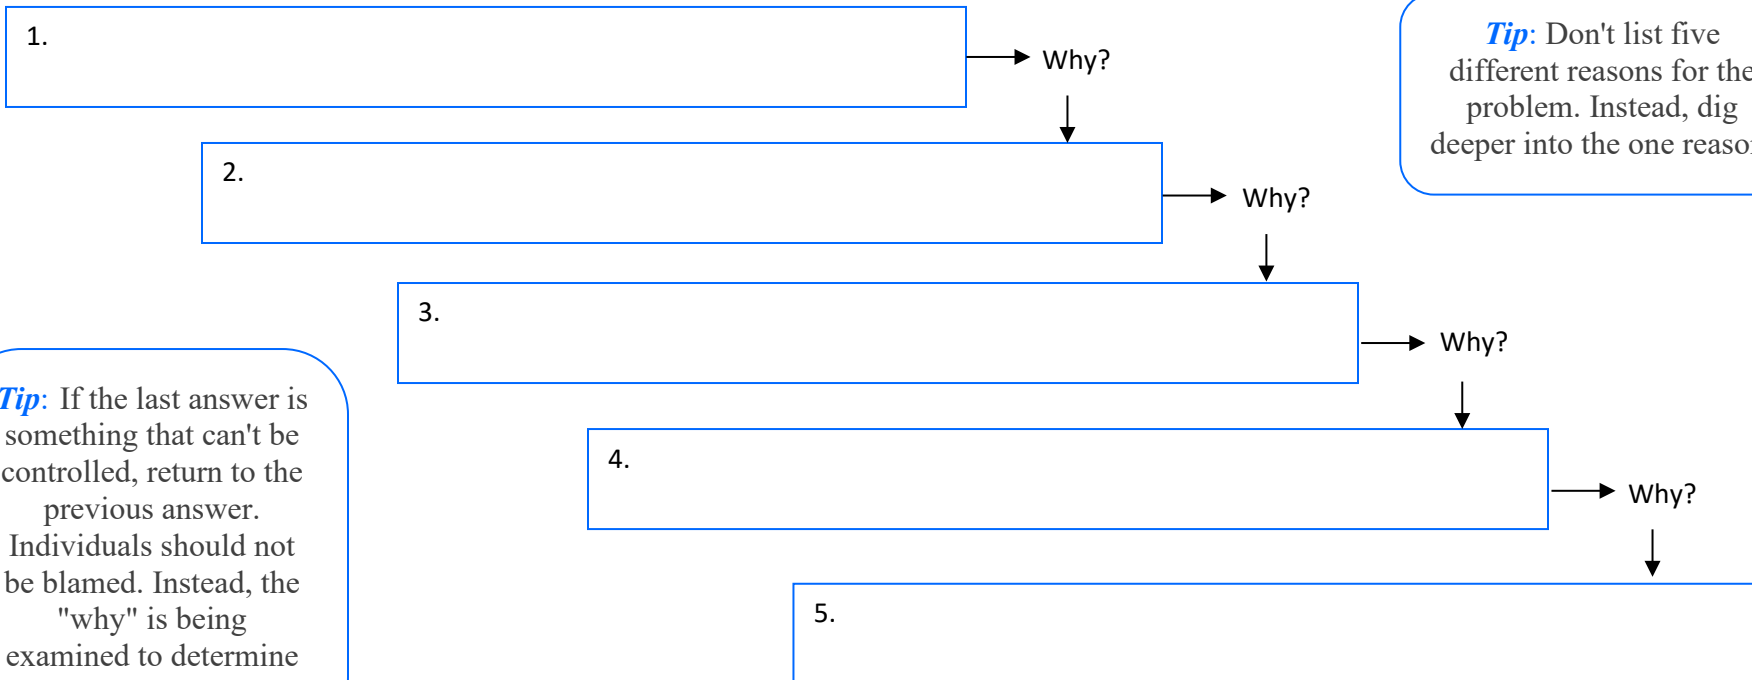 1.
Why?
Tip: Don't list five
different reasons for the
problem. Instead, dig
deeper into the one
2.
Why?
3.
Why?
Tip: If the last answer is
something that can't be
controlled, return to the
previous answer.
Individuals should not
be blamed. Instead, the
"why" is being
examined to determine
4.
Why?
5.